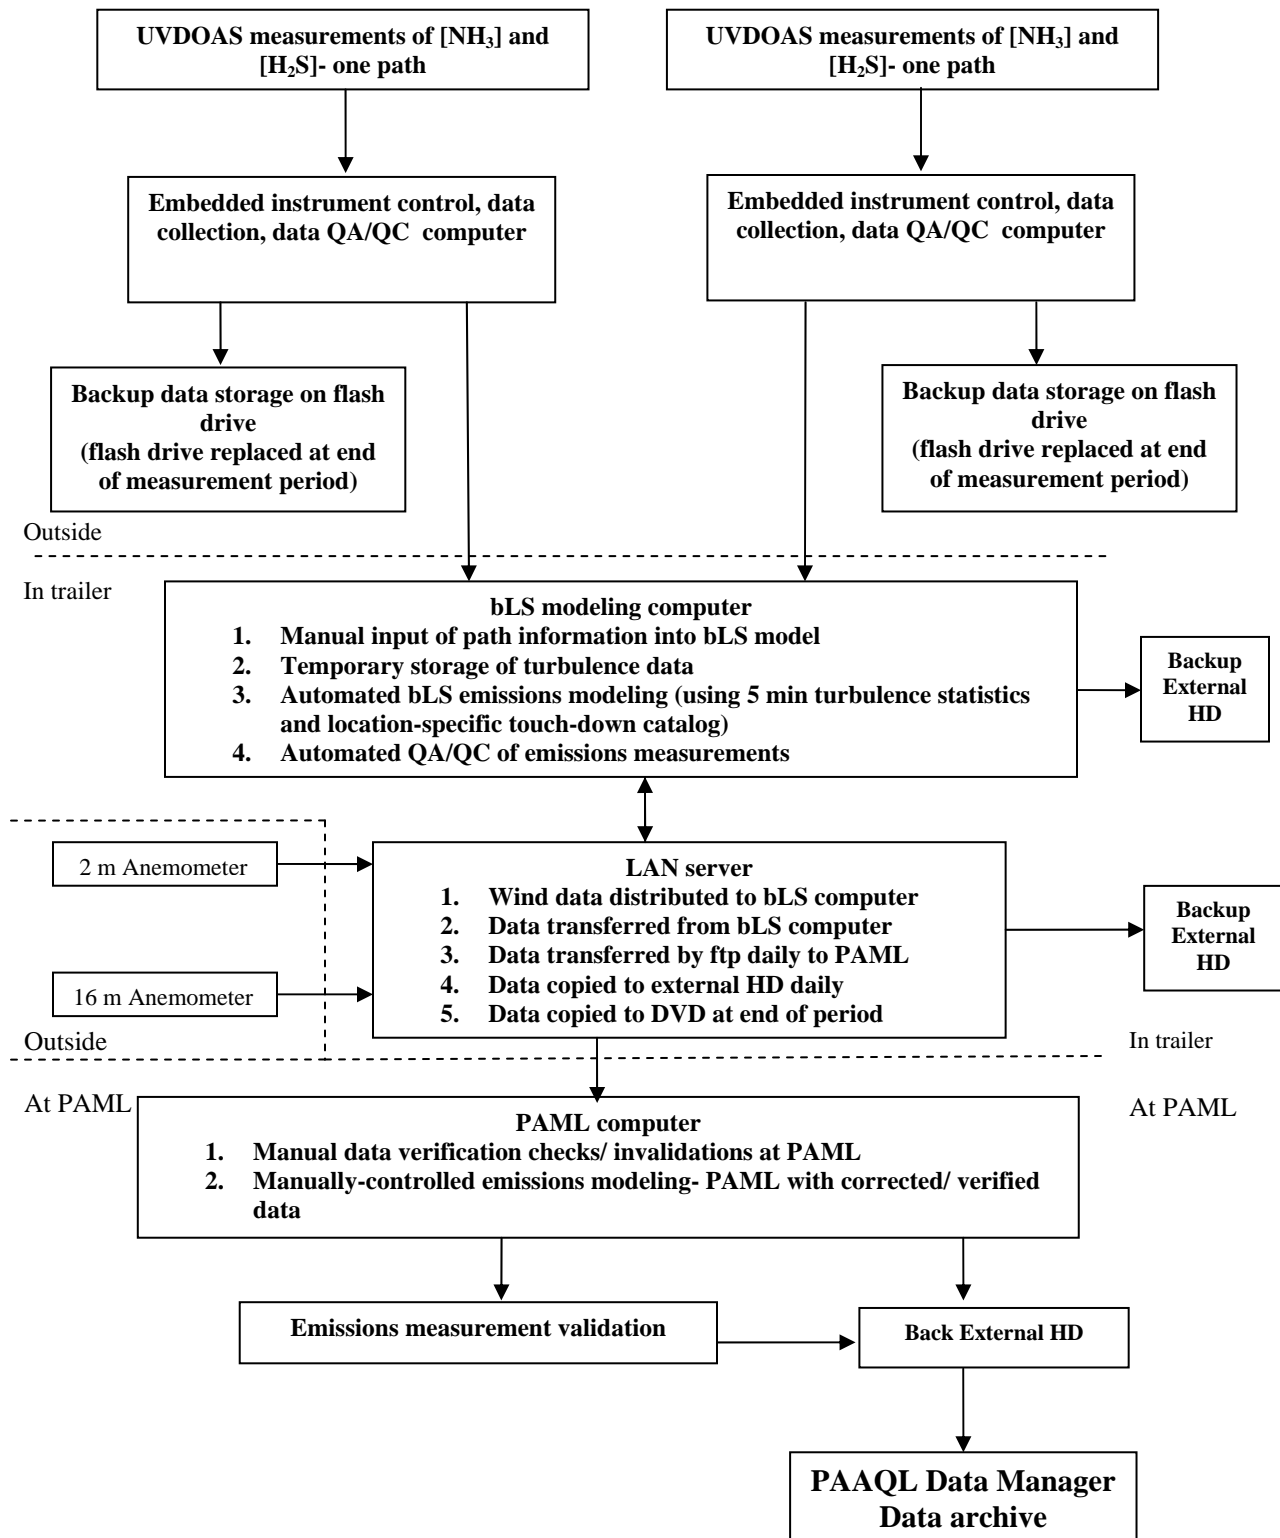 UVDOAS measurements of [NH₃] and
[H₂S]- one path
UVDOAS measurements of [NH₃] and
[H₂S]- one path
Embedded instrument control, data
collection, data QA/QC computer
Embedded instrument control, data
collection, data QA/QC computer
Backup data storage on flash
drive
(flash drive replaced at end
of measurement period)
Backup data storage on flash
drive
(flash drive replaced at end
of measurement period)
Outside
In trailer
bLS modeling computer
1. Manual input of path information into bLS model
2. Temporary storage of turbulence data
3. Automated bLS emissions modeling (using 5 min turbulence statistics
and location-specific touch-down catalog)
4. Automated QA/QC of emissions measurements
Backup
External
HD
2 m Anemometer
16 m Anemometer
Outside
LAN server
1. Wind data distributed to bLS computer
2. Data transferred from bLS computer
3. Data transferred by ftp daily to PAML
4. Data copied to external HD daily
5. Data copied to DVD at end of period
Backup
External
HD
In trailer
At PAML
At PAML
PAML computer
1. Manual data verification checks/ invalidations at PAML
2. Manually-controlled emissions modeling- PAML with corrected/ verified
data
Emissions measurement validation
Back External HD
PAAQL Data Manager
Data archive